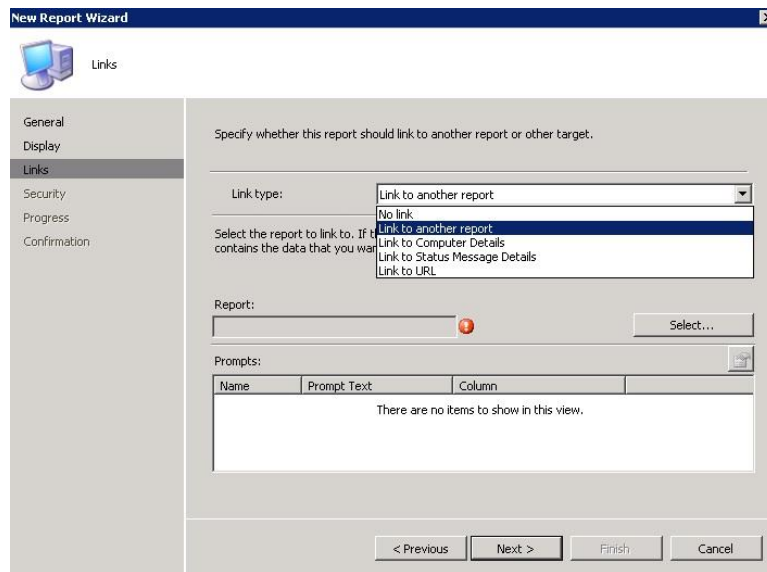 New Report Wizard
Links
General
Display
Links
Security
Progress
Confirmation
Specify whether this report should link to another report or other target.
Link type:
Link to another report
No link
Link to another report
Link to Computer Details
Link to Status Message Details
Link to URL
Select the report to link to. If
contains the data that you
Report:
Select...
Prompts:
Name Prompt Text Column
There are no items to show in this view.
< Previous Next > Finish Cancel